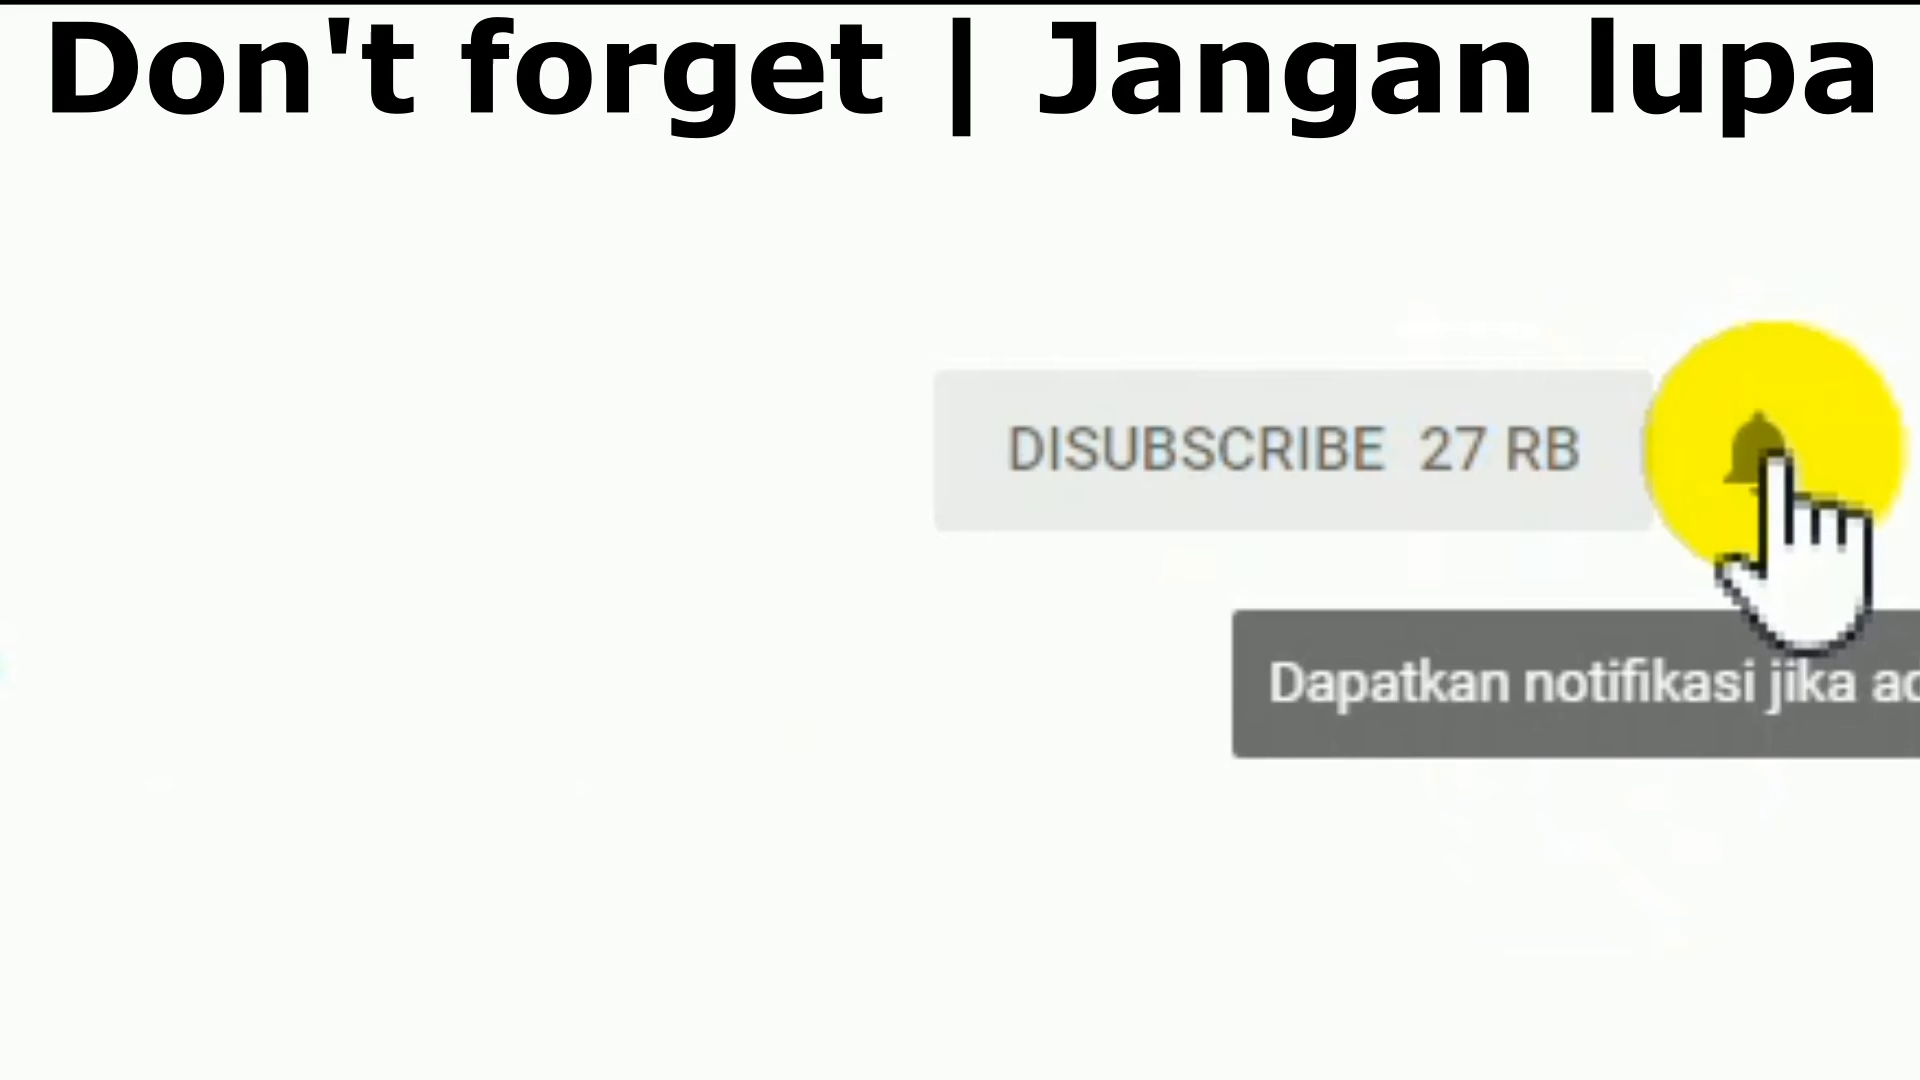 Don't forget | Jangan lupa
DISUBSCRIBE 27 RB
Dapatkan notifikasi jika